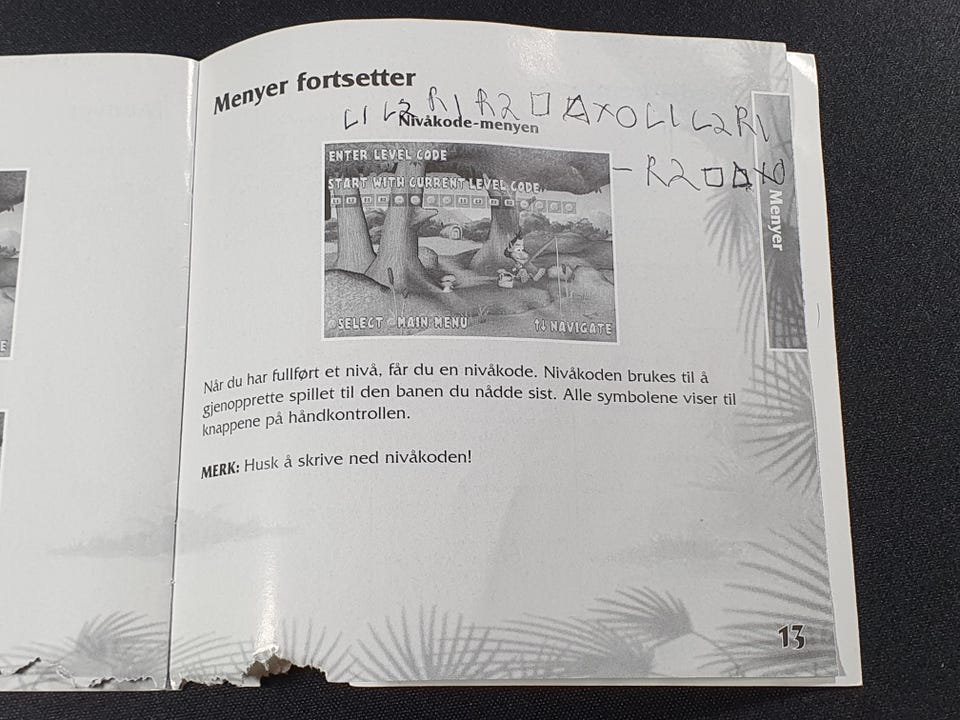 Menyer fortsetter
L1 L2 R1 R2 □ △ X O L1 L2 R1
Nivåkode-menyen
– R2 □ △ X O
ENTER LEVEL CODE
START WITH CURRENT LEVEL CODE
SELECT MAIN MENU ↑↓ NAVIGATE
Menyer
Når du har fullført et nivå, får du en nivåkode. Nivåkoden brukes til å
gjenopprette spillet til den banen du nådde sist. Alle symbolene viser til
knappene på håndkontrollen.
MERK: Husk å skrive ned nivåkoden!
13